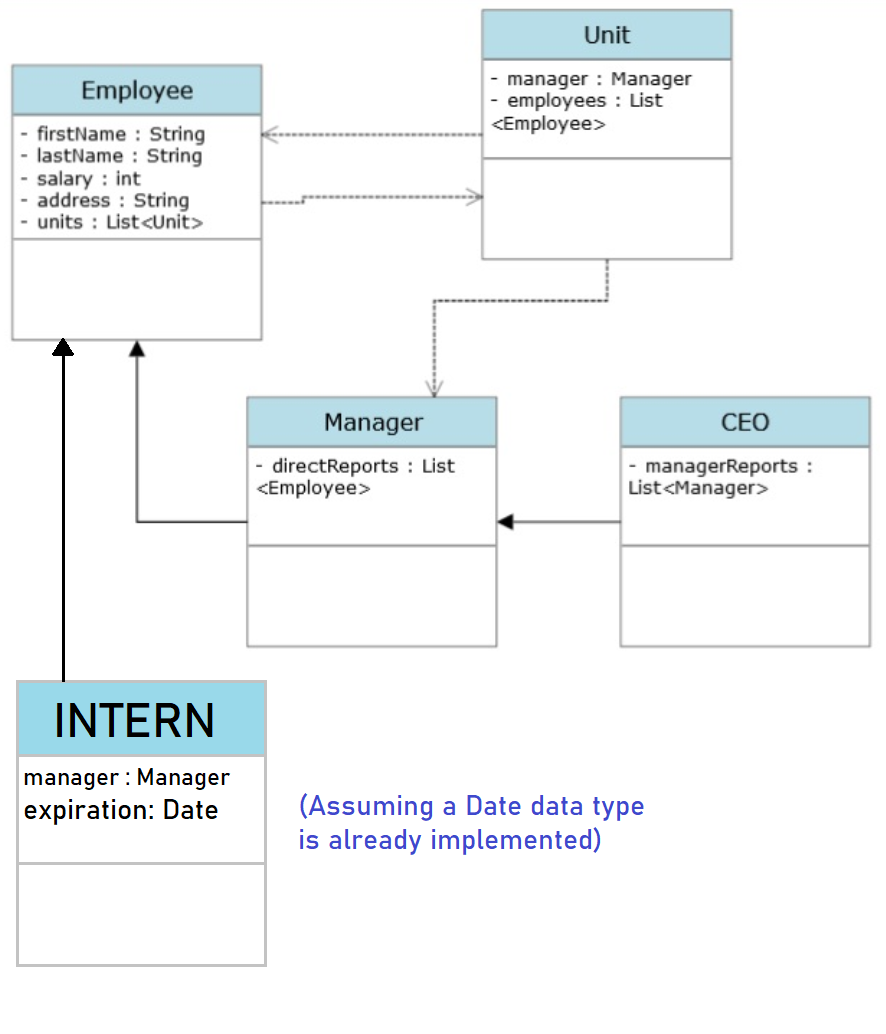 Unit
- manager : Manager
- employees : List
<Employee>
Employee
- firstName : String
- lastName : String
- salary : int
- address : String
- units : List<Unit>
Manager
- directReports : List
<Employee>
CEO
- managerReports :
List<Manager>
INTERN
manager : Manager
expiration: Date
(Assuming a Date data type
is already implemented)